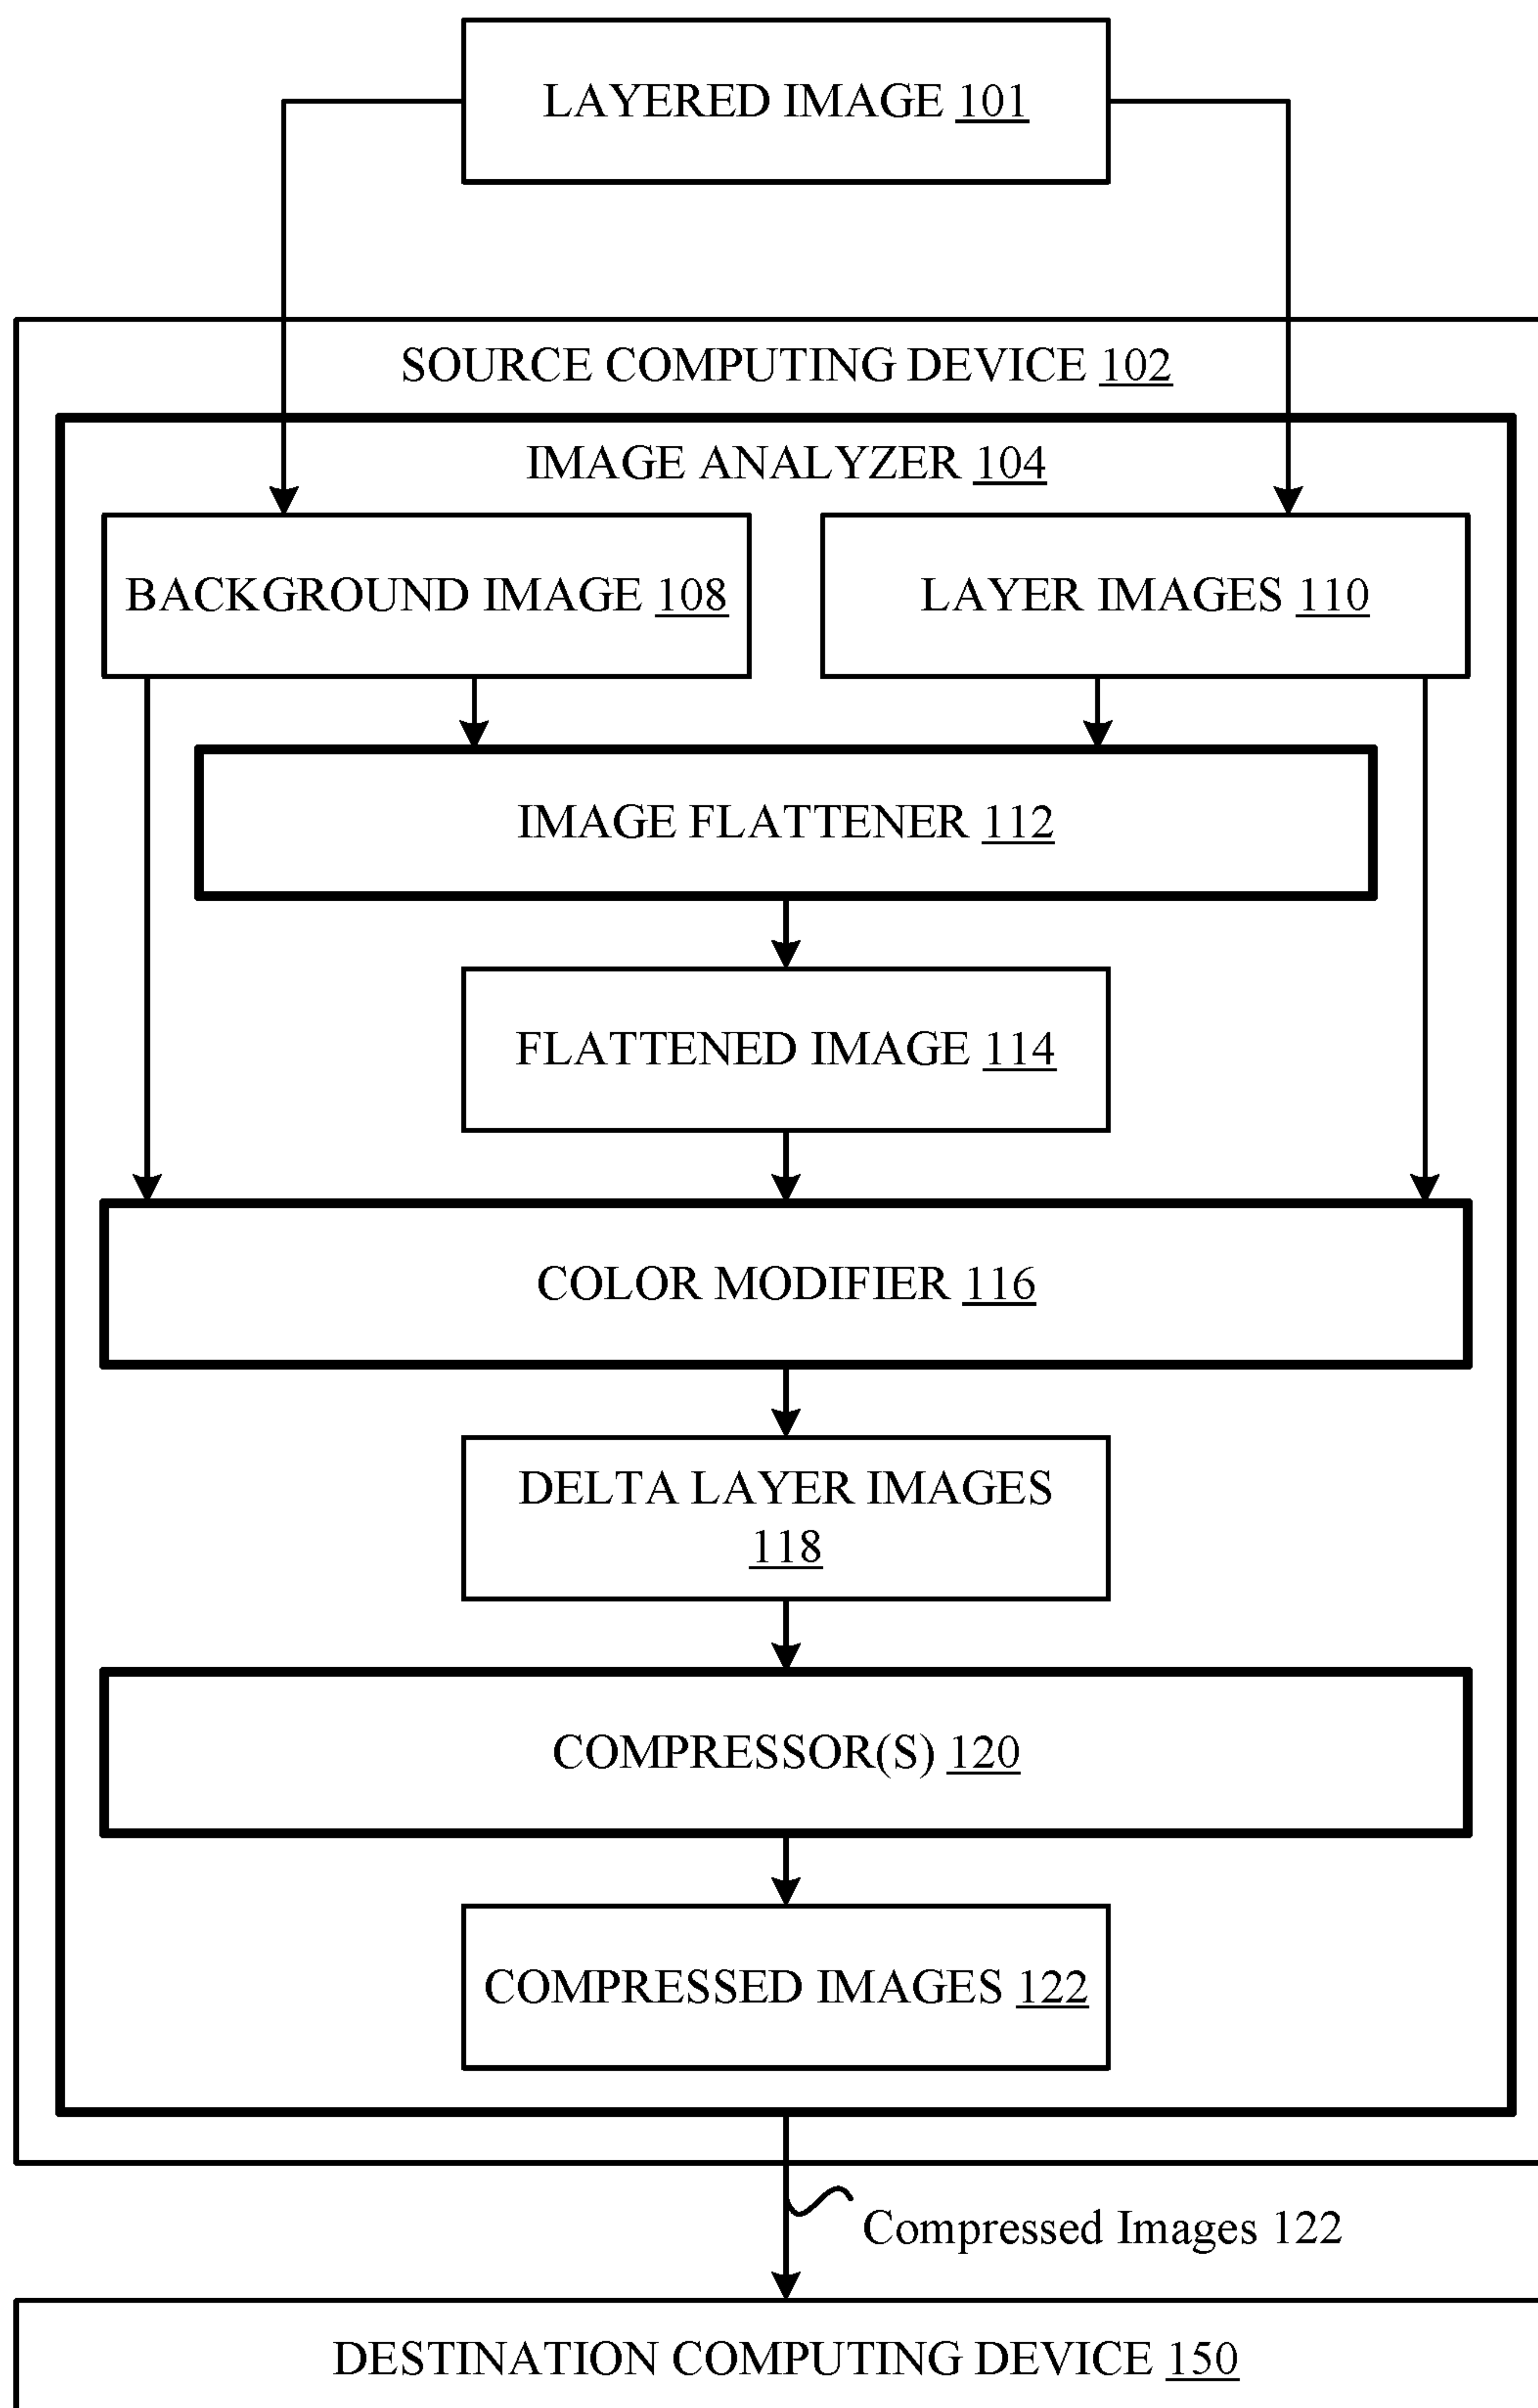 LAYERED IMAGE 101
SOURCE COMPUTING DEVICE 102
IMAGE ANALYZER 104
BACKGROUND IMAGE 108
LAYER IMAGES 110
IMAGE FLATTENER 112
FLATTENED IMAGE 114
COLOR MODIFIER 116
DELTA LAYER IMAGES
118
COMPRESSOR(S) 120
COMPRESSED IMAGES 122
Compressed Images 122
DESTINATION COMPUTING DEVICE 150